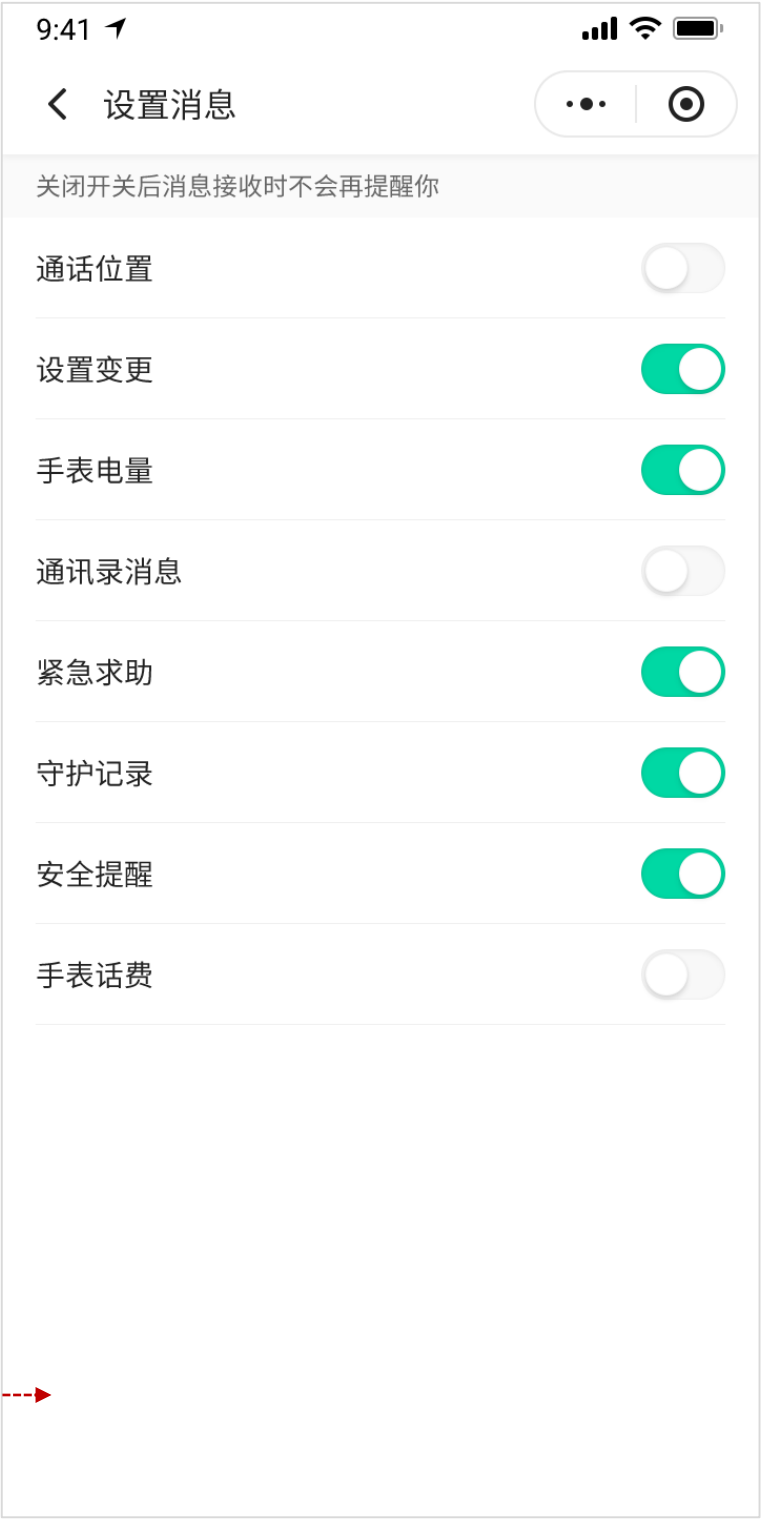 9:41
设置消息
关闭开关后消息接收时不会再提醒你
通话位置
设置变更
手表电量
通讯录消息
紧急求助
守护记录
安全提醒
手表话费